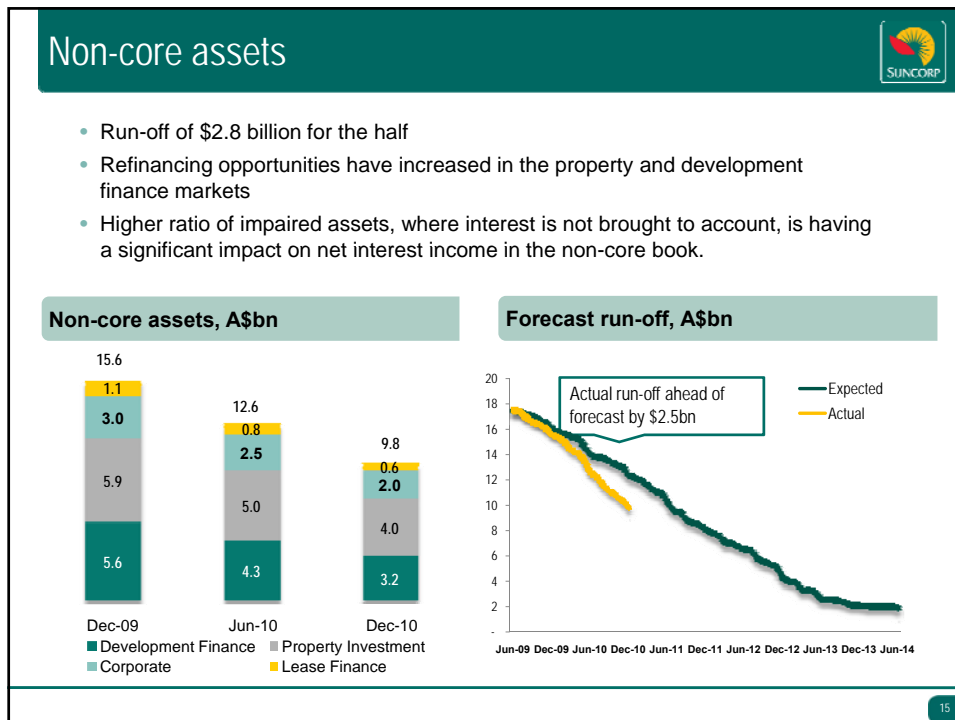 Non-core assets
SUNCORP
• Run-off of $2.8 billion for the half
• Refinancing opportunities have increased in the property and development
finance markets
• Higher ratio of impaired assets, where interest is not brought to account, is having
a significant impact on net interest income in the non-core book.
Non-core assets, A$bn
15.6
1.1
3.0
5.9
5.6
12.6
0.8
2.5
5.0
4.3
9.8
0.6
2.0
4.0
3.2
Dec-09 Jun-10 Dec-10
Development Finance Property Investment
Corporate Lease Finance
Forecast run-off, A$bn
20
18
16
14
12
10
8
6
4
2
-
Actual run-off ahead of
forecast by $2.5bn
Expected
Actual
Jun-09 Dec-09 Jun-10 Dec-10 Jun-11 Dec-11 Jun-12 Dec-12 Jun-13 Dec-13 Jun-14
15